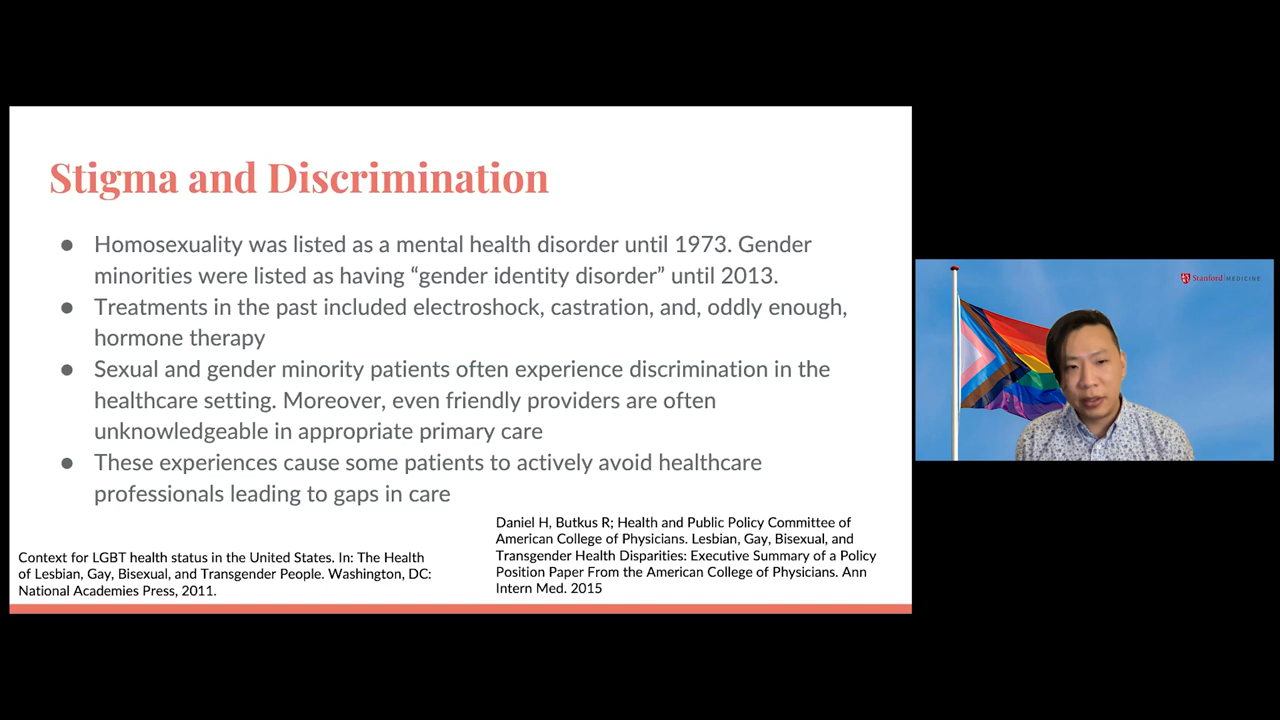 Stigma and Discrimination
● Homosexuality was listed as a mental health disorder until 1973. Gender
minorities were listed as having “gender identity disorder” until 2013.
● Treatments in the past included electroshock, castration, and, oddly enough,
hormone therapy
● Sexual and gender minority patients often experience discrimination in the
healthcare setting. Moreover, even friendly providers are often
unknowledgeable in appropriate primary care
● These experiences cause some patients to actively avoid healthcare
professionals leading to gaps in care
Context for LGBT health status in the United States. In: The Health
of Lesbian, Gay, Bisexual, and Transgender People. Washington, DC:
National Academies Press, 2011.
Daniel H, Butkus R; Health and Public Policy Committee of
American College of Physicians. Lesbian, Gay, Bisexual, and
Transgender Health Disparities: Executive Summary of a Policy
Position Paper From the American College of Physicians. Ann
Intern Med. 2015
Stanford MEDICINE